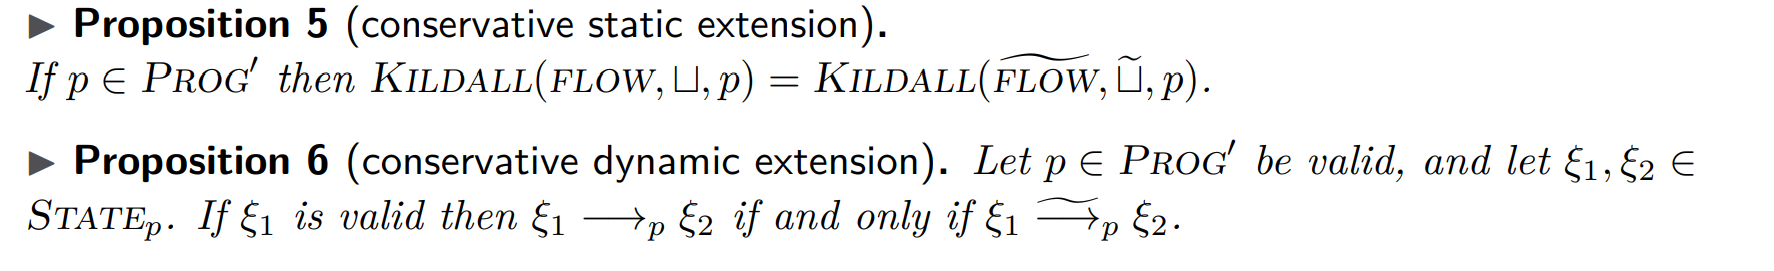 ▶ Proposition 5 (conservative static extension).
If p ∈ PROG′ then KILDALL(FLOW, ⊔, p) = KILDALL(F͠L͠O͠W, ⊔̃, p).
▶ Proposition 6 (conservative dynamic extension). Let p ∈ PROG′ be valid, and let ξ₁, ξ₂ ∈
STATEₚ. If ξ₁ is valid then ξ₁ ⟶ₚ ξ₂ if and only if ξ₁ ⟶̃ₚ ξ₂.